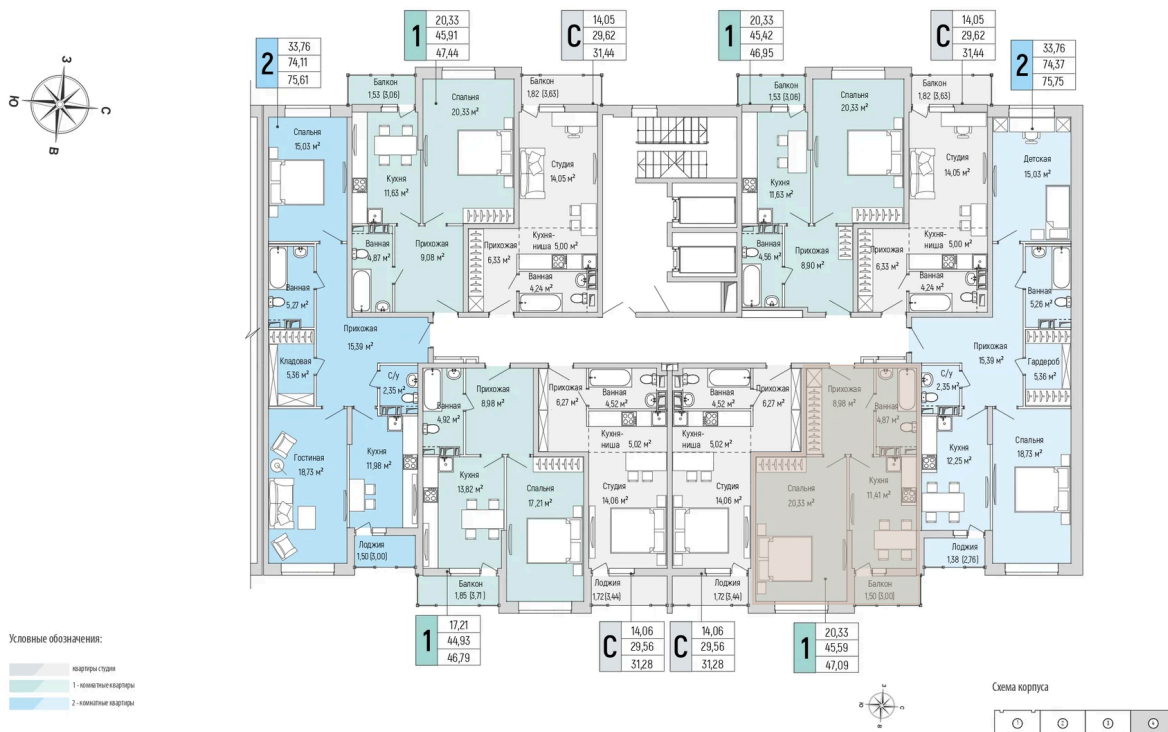 З
С
В
Ю
2
33,76
74,11
75,61
1
20,33
45,91
47,44
С
14,05
29,62
31,44
1
20,33
45,42
46,95
С
14,05
29,62
31,44
2
33,76
74,37
75,75
Балкон
1,53 (3,06)
Спальня
20,33 м²
Балкон
1,82 (3,63)
Балкон
1,53 (3,06)
Спальня
20,33 м²
Балкон
1,82 (3,63)
Спальня
15,03 м²
Кухня
11,63 м²
Студия
14,05 м²
Кухня
11,63 м²
Студия
14,05 м²
Детская
15,03 м²
Ванная
4,87 м²
Прихожая
9,08 м²
Прихожая
6,33 м²
Кухня-
ниша 5,00 м²
Ванная
4,24 м²
Ванная
4,56 м²
Прихожая
8,90 м²
Прихожая
6,33 м²
Кухня-
ниша 5,00 м²
Ванная
4,24 м²
Ванная
5,27 м²
Ванная
5,26 м²
Прихожая
15,39 м²
Прихожая
15,39 м²
Кладовая
5,36 м²
С/у
2,35 м²
Ванная
4,92 м²
Прихожая
8,98 м²
Прихожая
6,27 м²
Ванная
4,52 м²
Ванная
4,52 м²
Прихожая
6,27 м²
Прихожая
8,98 м²
Ванная
4,87 м²
С/у
2,35 м²
Гардероб
5,36 м²
Гостиная
18,73 м²
Кухня
11,98 м²
Кухня
13,82 м²
Спальня
17,21 м²
Кухня-
ниша 5,02 м²
Студия
14,06 м²
Кухня-
ниша 5,02 м²
Студия
14,06 м²
Спальня
20,33 м²
Кухня
11,41 м²
Кухня
12,25 м²
Спальня
18,73 м²
Лоджия
1,50 (3,00)
Балкон
1,85 (3,71)
Лоджия
1,72 (3,44)
Лоджия
1,72 (3,44)
Балкон
1,50 (3,00)
Лоджия
1,38 (2,76)
1
17,21
44,93
46,79
С
14,06
29,56
31,28
С
14,06
29,56
31,28
1
20,33
45,59
47,09
Условные обозначения:
квартиры студии
1 - комнатные квартиры
2 - комнатные квартиры
З
С
В
Ю
Схема корпуса
1
2
3
4